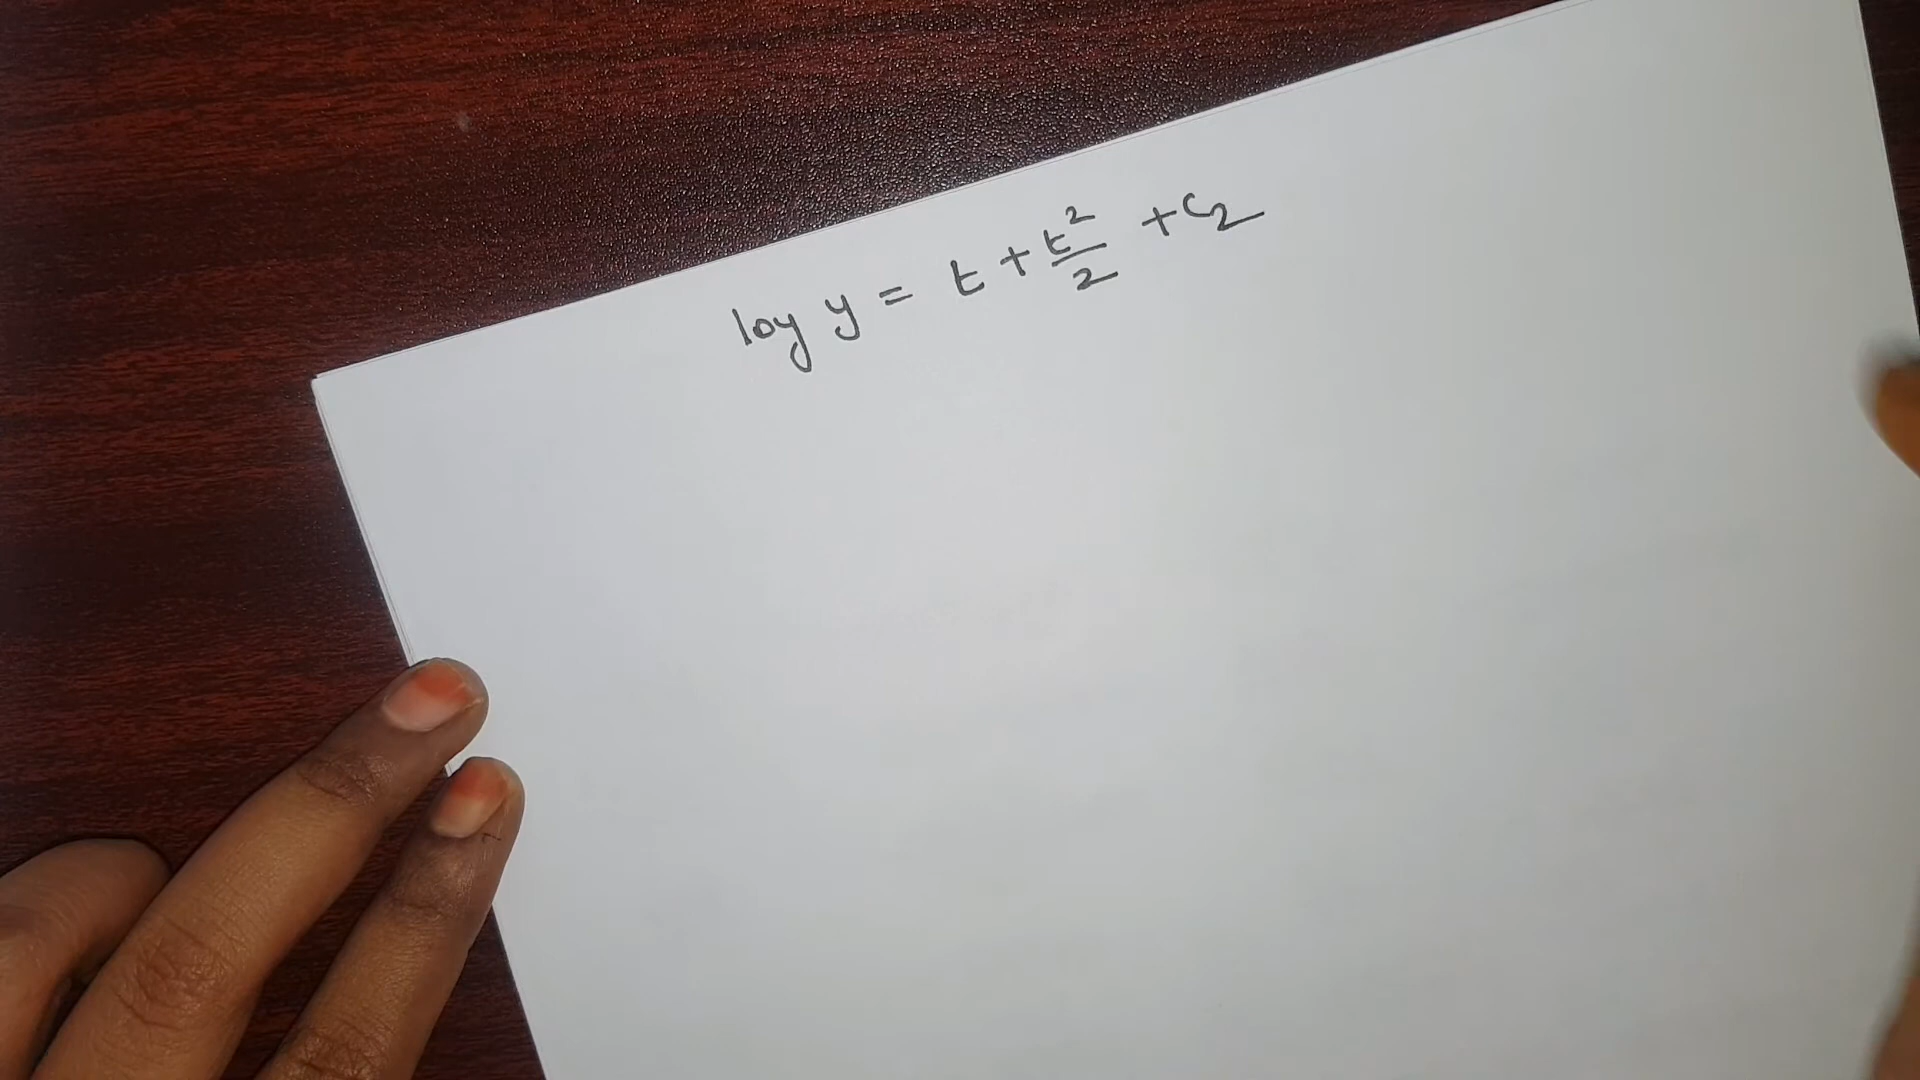 log y = t + t²/2 + c₂